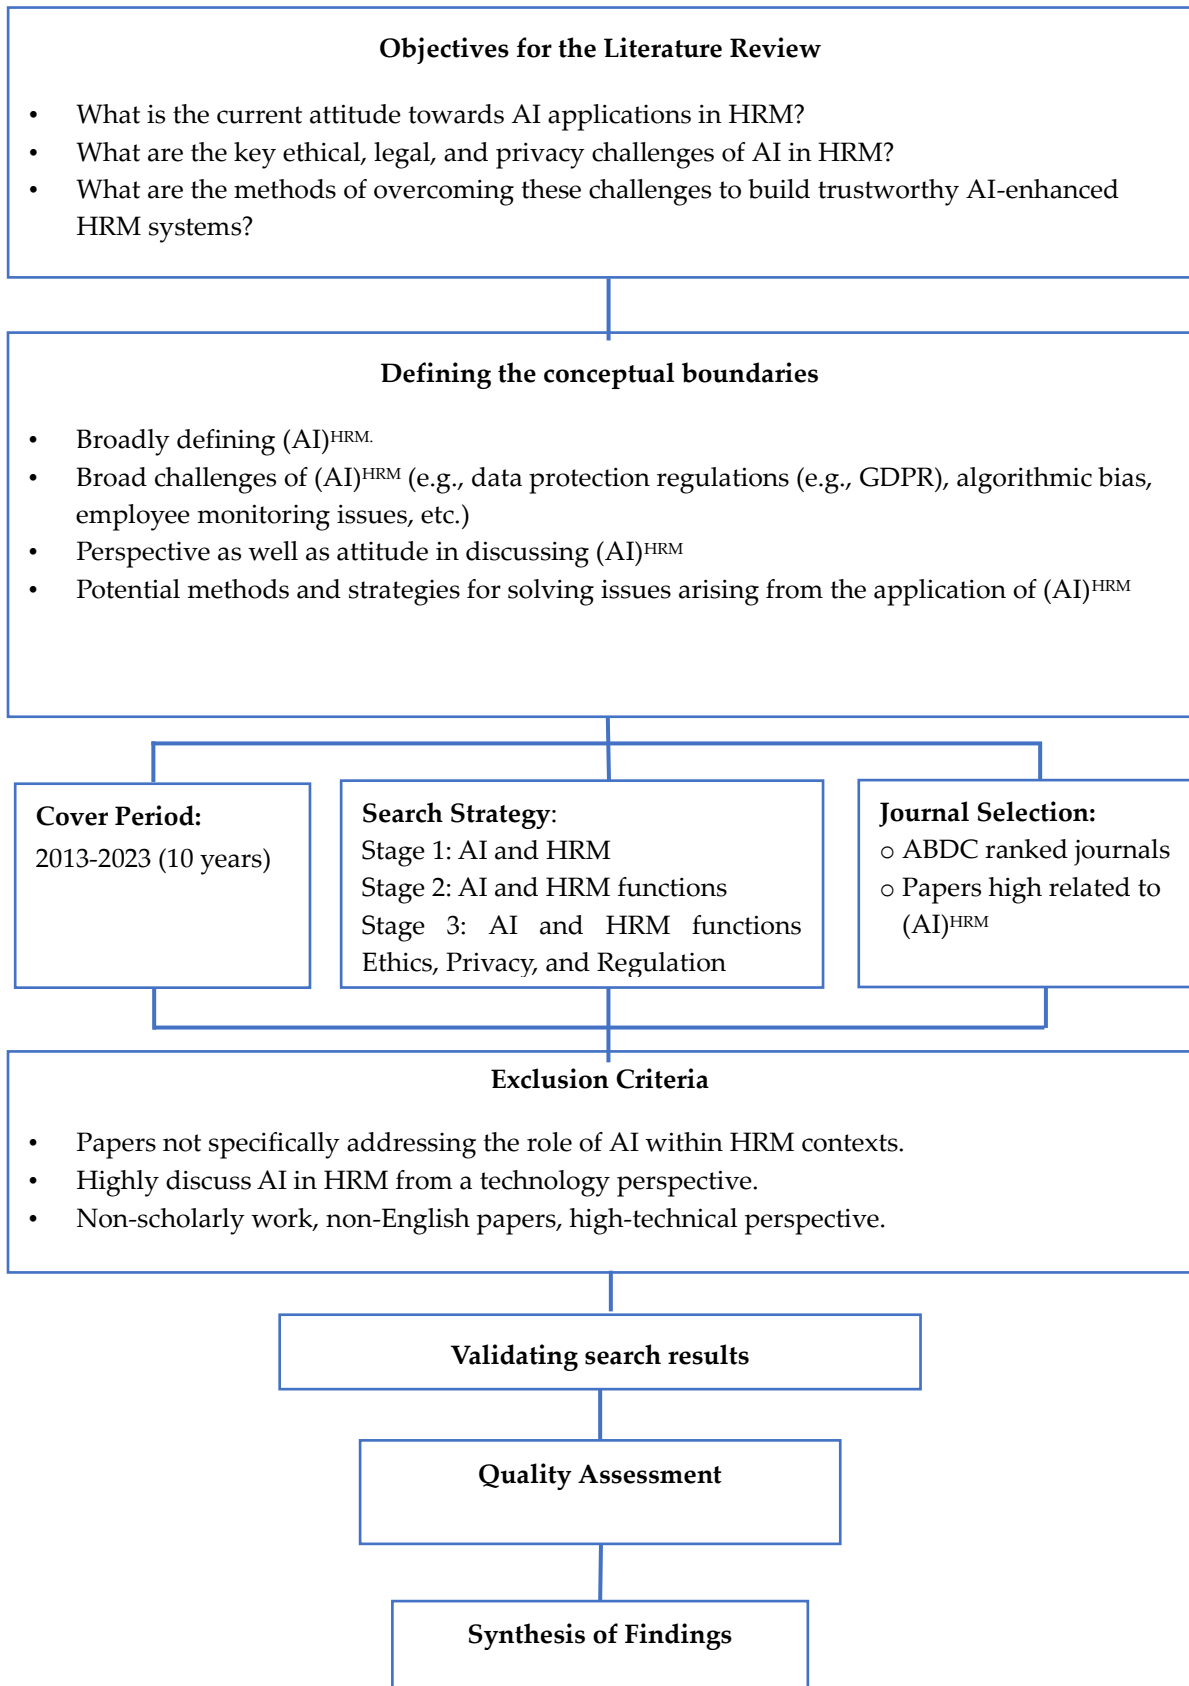 Objectives for the Literature Review
• What is the current attitude towards AI applications in HRM?
• What are the key ethical, legal, and privacy challenges of AI in HRM?
• What are the methods of overcoming these challenges to build trustworthy AI-enhanced
HRM systems?
Defining the conceptual boundaries
• Broadly defining (AI)ᴴᴿᴹ.
• Broad challenges of (AI)ᴴᴿᴹ (e.g., data protection regulations (e.g., GDPR), algorithmic bias,
employee monitoring issues, etc.)
• Perspective as well as attitude in discussing (AI)ᴴᴿᴹ
• Potential methods and strategies for solving issues arising from the application of (AI)ᴴᴿᴹ
Cover Period:
2013-2023 (10 years)
Search Strategy:
Stage 1: AI and HRM
Stage 2: AI and HRM functions
Stage 3: AI and HRM functions
Ethics, Privacy, and Regulation
Journal Selection:
o ABDC ranked journals
o Papers high related to
(AI)ᴴᴿᴹ
Exclusion Criteria
• Papers not specifically addressing the role of AI within HRM contexts.
• Highly discuss AI in HRM from a technology perspective.
• Non-scholarly work, non-English papers, high-technical perspective.
Validating search results
Quality Assessment
Synthesis of Findings